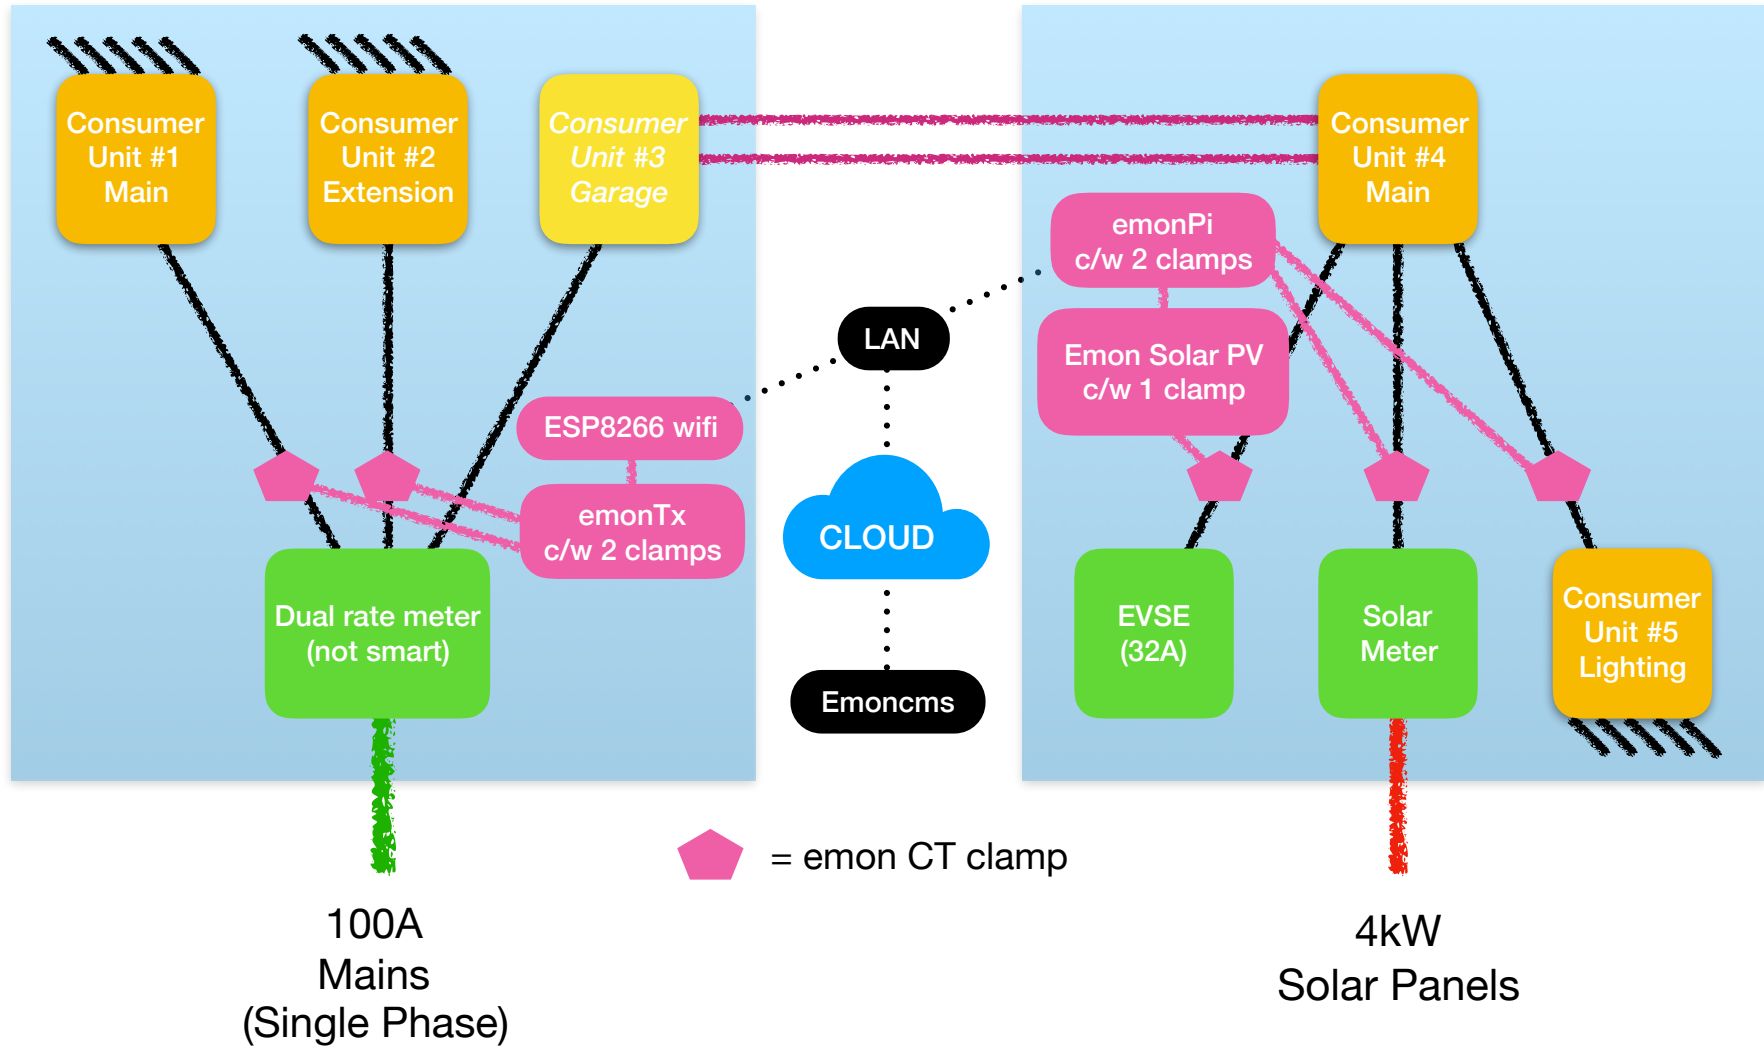 Consumer
Unit #1
Main
Consumer
Unit #2
Extension
Consumer
Unit #3
Garage
Consumer
Unit #4
Main
emonPi
c/w 2 clamps
LAN
Emon Solar PV
c/w 1 clamp
ESP8266 wifi
emonTx
c/w 2 clamps
CLOUD
Dual rate meter
(not smart)
EVSE
(32A)
Solar
Meter
Consumer
Unit #5
Lighting
Emoncms
= emon CT clamp
100A
Mains
(Single Phase)
4kW
Solar Panels